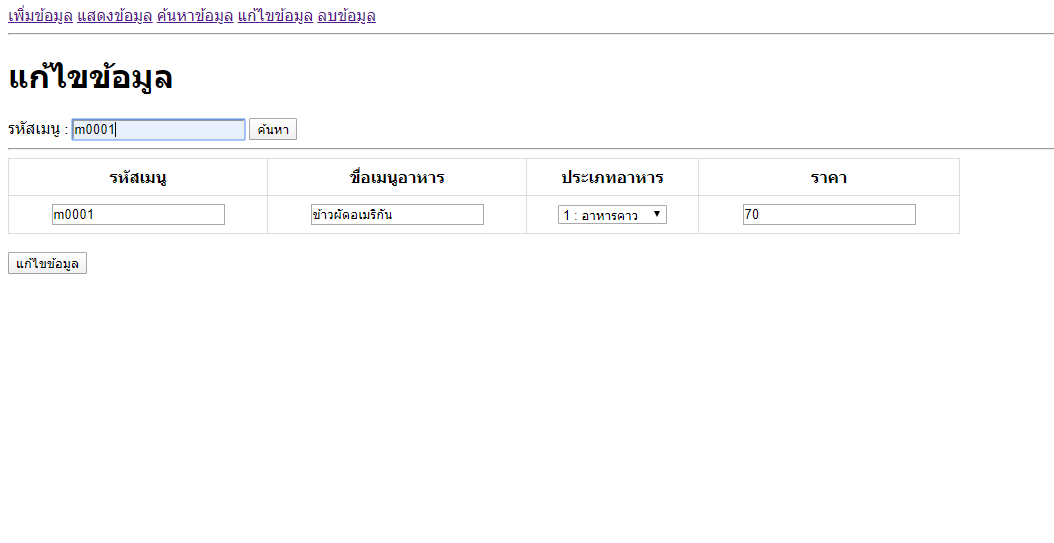 เพิ่มข้อมูล แสดงข้อมูล ค้นหาข้อมูล แก้ไขข้อมูล ลบข้อมูล
แก้ไขข้อมูล
รหัสเมนู : m0001 ค้นหา
รหัสเมนู ชื่อเมนูอาหาร ประเภทอาหาร ราคา
m0001 ข้าวผัดอเมริกัน 1 : อาหารคาว 70
แก้ไขข้อมูล